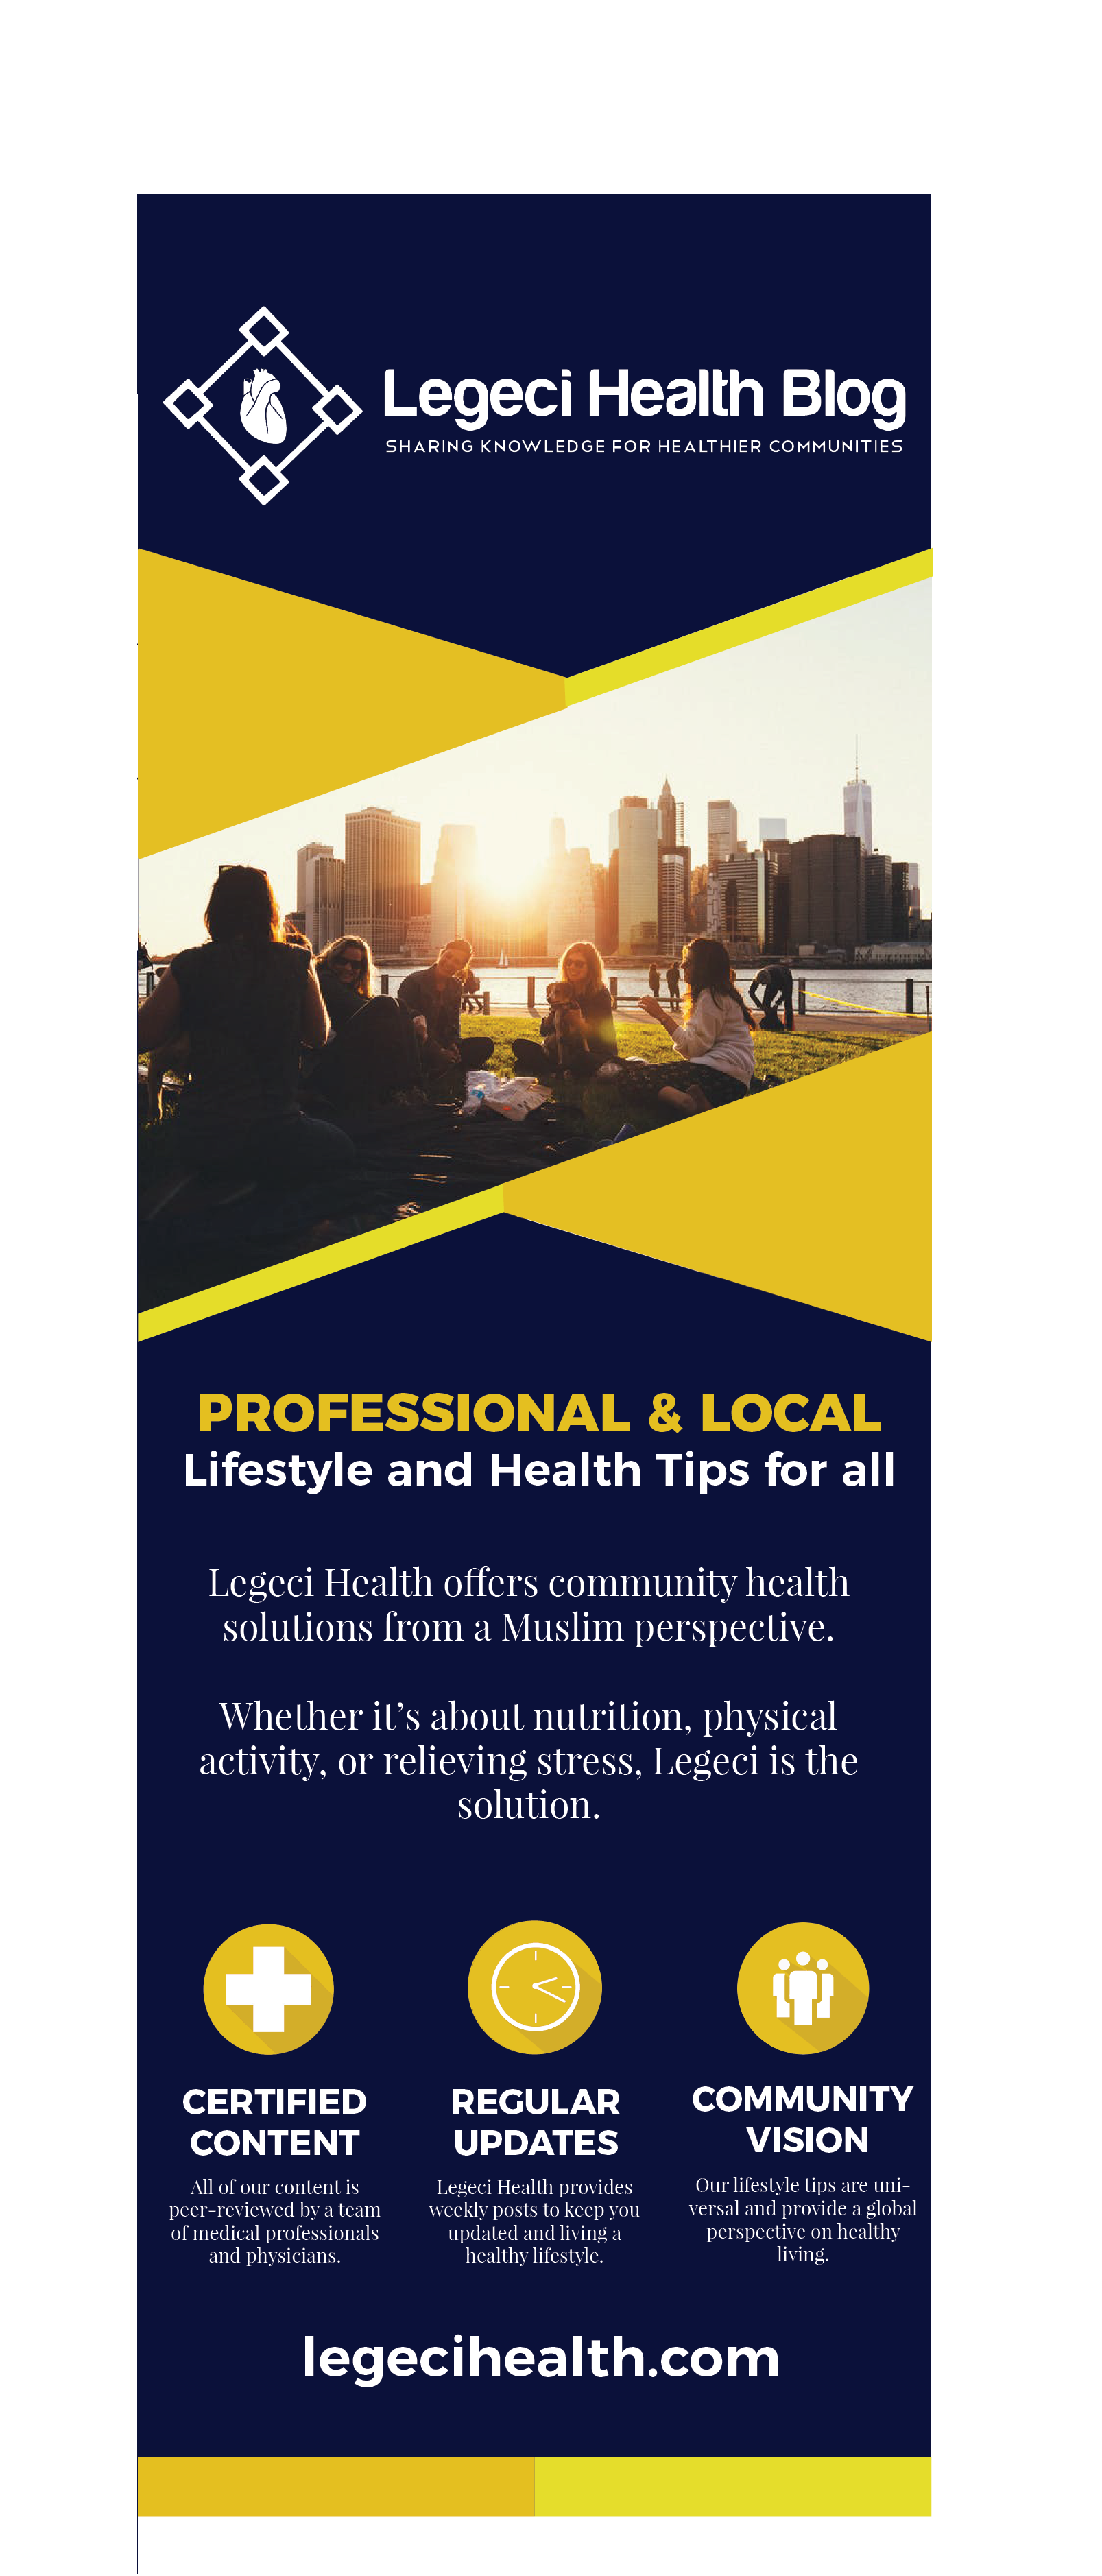 Legeci Health Blog
SHARING KNOWLEDGE FOR HEALTHIER COMMUNITIES
PROFESSIONAL & LOCAL
Lifestyle and Health Tips for all
Legeci Health offers community health
solutions from a Muslim perspective.
Whether it’s about nutrition, physical
activity, or relieving stress, Legeci is the
solution.
CERTIFIED
CONTENT
All of our content is
peer-reviewed by a team
of medical professionals
and physicians.
REGULAR
UPDATES
Legeci Health provides
weekly posts to keep you
updated and living a
healthy lifestyle.
COMMUNITY
VISION
Our lifestyle tips are uni-
versal and provide a global
perspective on healthy
living.
legecihealth.com